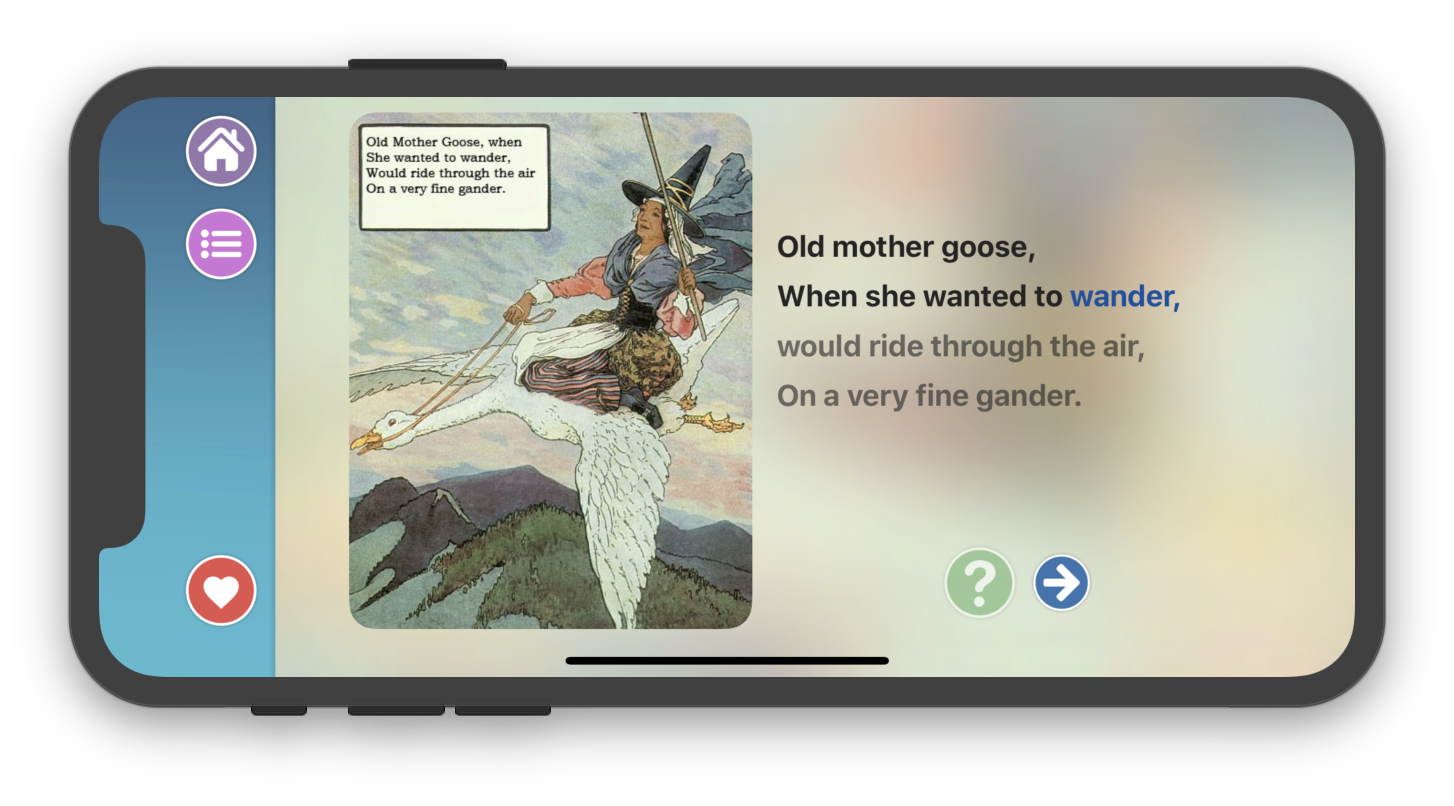 Old Mother Goose, when
She wanted to wander,
Would ride through the air
On a very fine gander.
Old mother goose,
When she wanted to wander,
would ride through the air,
On a very fine gander.
?